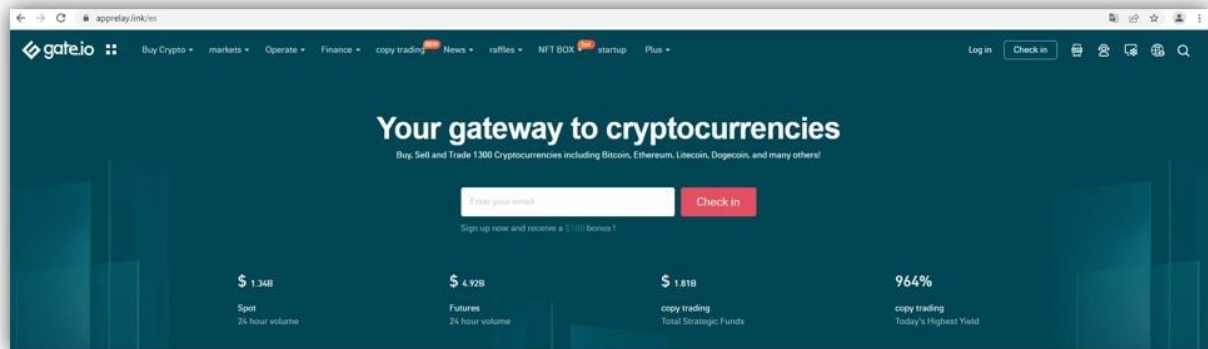 apprelay.link/es
gate.io Buy Crypto markets Operate Finance copy trading News raffles NFT BOX startup Plus Log in Check in
Your gateway to cryptocurrencies
Buy, Sell and Trade 1300 Cryptocurrencies including Bitcoin, Ethereum, Litecoin, Dogecoin, and many others!
Enter your email Check in
Sign up now and receive a $100 bonus !
$ 1.34B $ 4.92B $ 1.81B 964%
Spot Futures copy trading copy trading
24 hour volume 24 hour volume Total Strategic Funds Today's Highest Yield